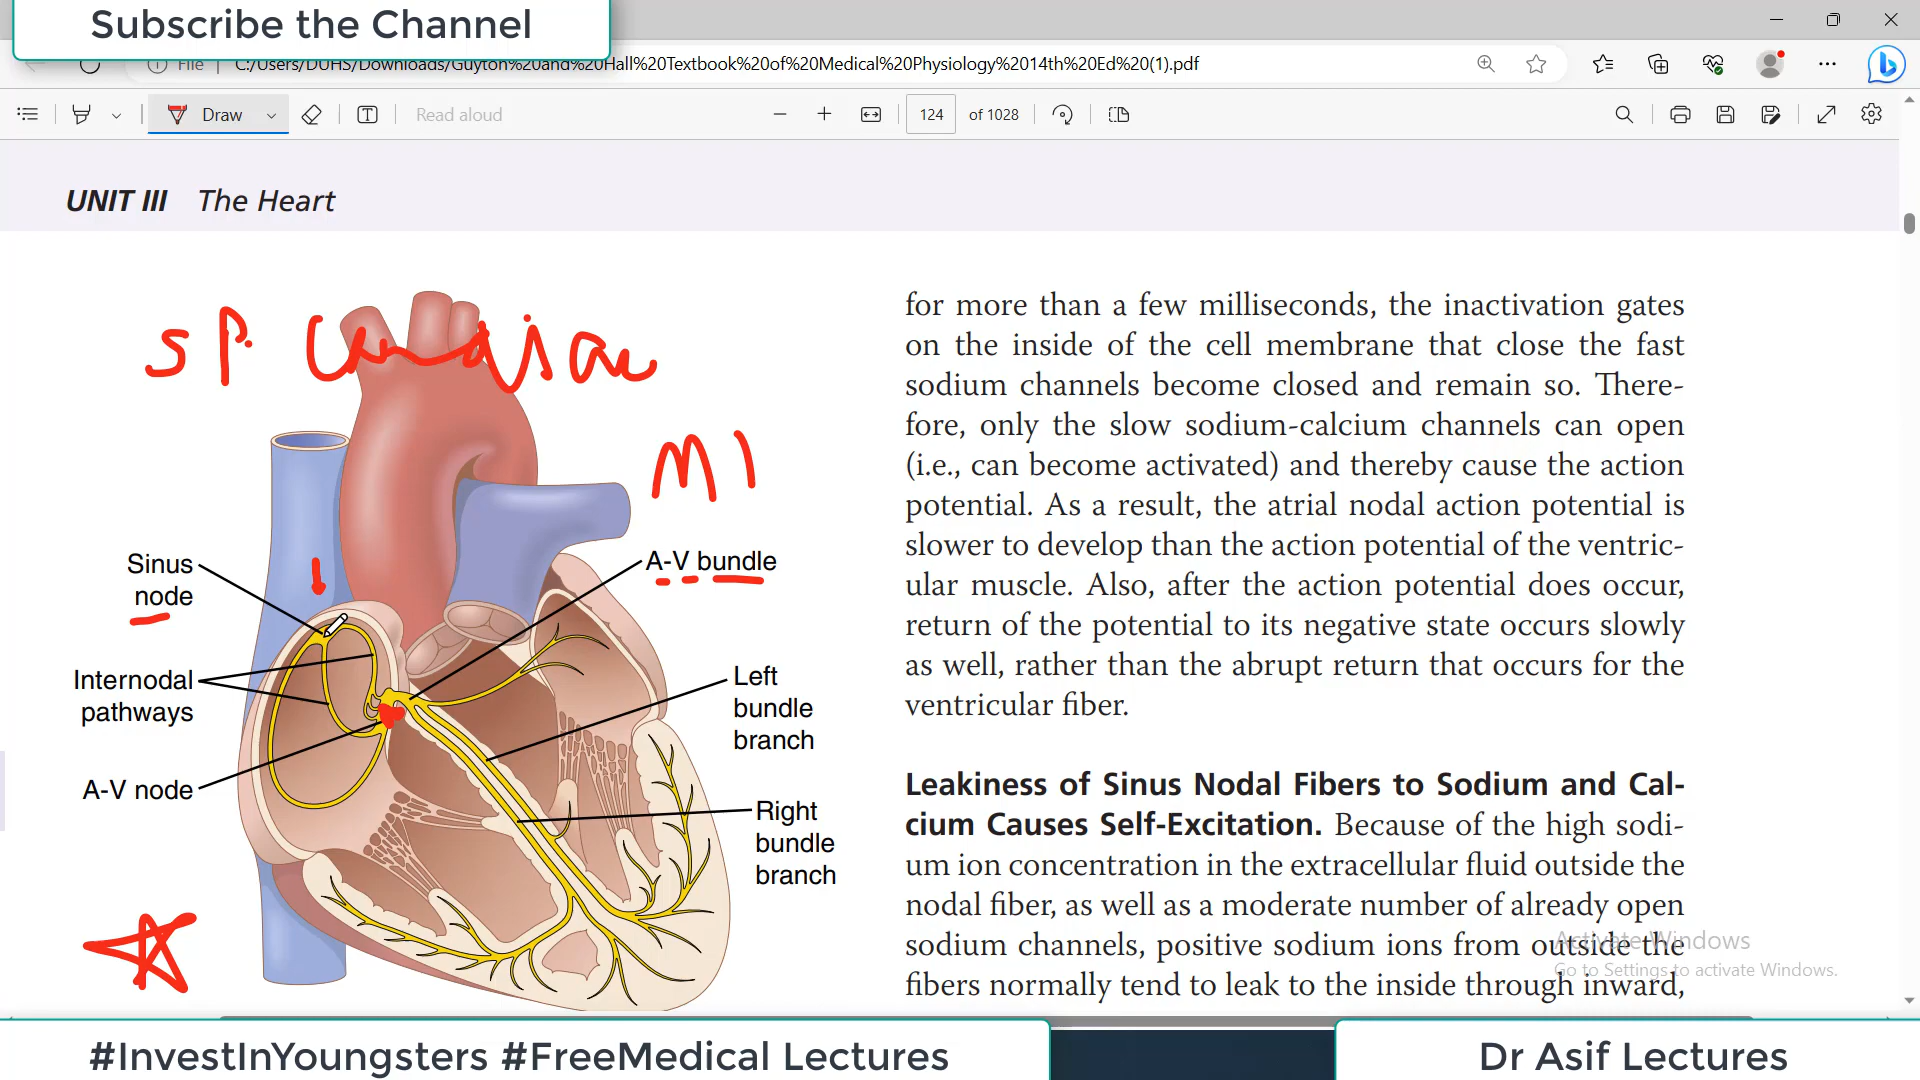 Subscribe the Channel
File
C:/Users/DUHS/Downloads/Guyton%20and%20Hall%20Textbook%20of%20Medical%20Physiology%2014th%20Ed%20(1).pdf
Draw
Read aloud
124 of 1028
UNIT III The Heart
SP. Cardiac
M
Sinus
node
Internodal
pathways
A-V node
A-V bundle
Left
bundle
branch
Right
bundle
branch
for more than a few milliseconds, the inactivation gates
on the inside of the cell membrane that close the fast
sodium channels become closed and remain so. There-
fore, only the slow sodium-calcium channels can open
(i.e., can become activated) and thereby cause the action
potential. As a result, the atrial nodal action potential is
slower to develop than the action potential of the ventric-
ular muscle. Also, after the action potential does occur,
return of the potential to its negative state occurs slowly
as well, rather than the abrupt return that occurs for the
ventricular fiber.
Leakiness of Sinus Nodal Fibers to Sodium and Cal-
cium Causes Self-Excitation. Because of the high sodi-
um ion concentration in the extracellular fluid outside the
nodal fiber, as well as a moderate number of already open
sodium channels, positive sodium ions from outside the
fibers normally tend to leak to the inside through inward,
Activate Windows
Go to Settings to activate Windows.
#InvestInYoungsters #FreeMedical Lectures
Dr Asif Lectures